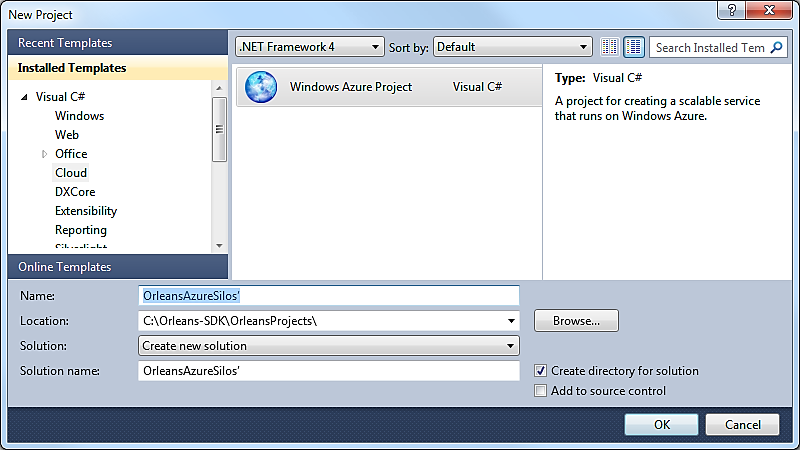 New Project
?
Recent Templates
Installed Templates
Visual C#
Windows
Web
Office
Cloud
DXCore
Extensibility
Reporting
Silverlight
Online Templates
.NET Framework 4
Sort by:
Default
Search Installed Tem
Windows Azure Project
Visual C#
Type: Visual C#
A project for creating a scalable service
that runs on Windows Azure.
Name:
OrleansAzureSilos'
Location:
C:\Orleans-SDK\OrleansProjects\
Browse...
Solution:
Create new solution
Solution name:
OrleansAzureSilos'
Create directory for solution
Add to source control
OK
Cancel